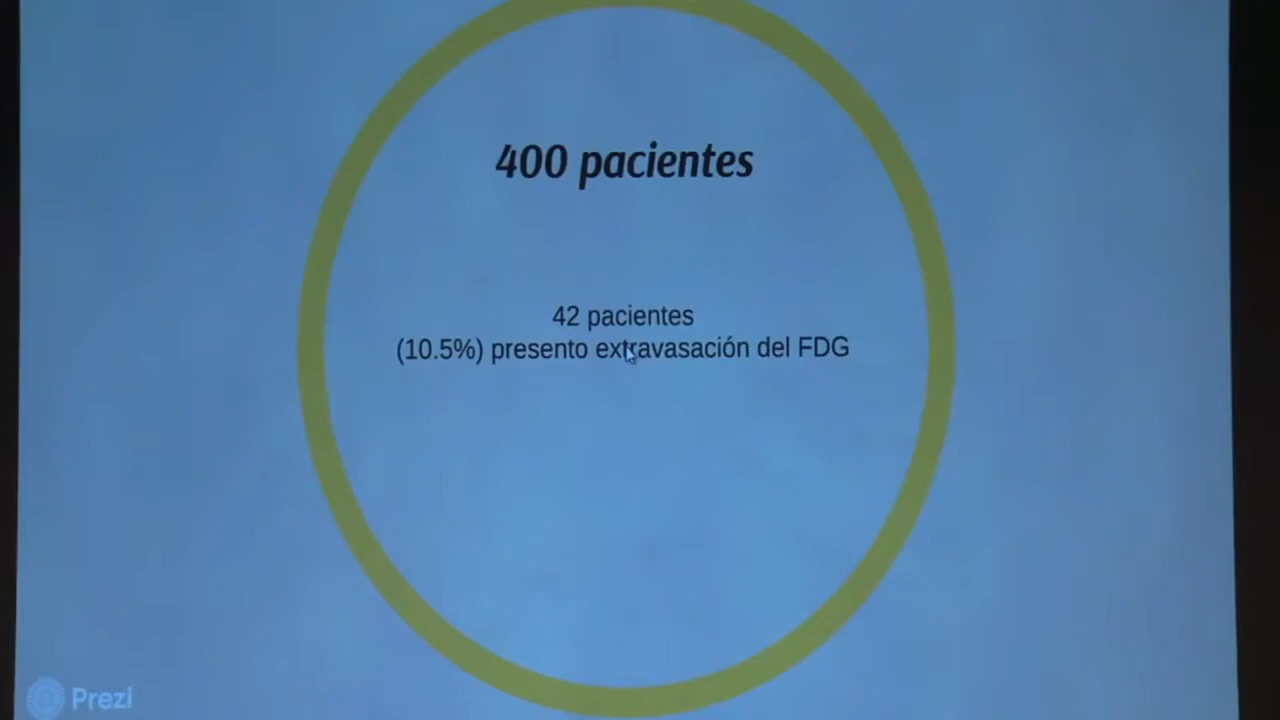 400 pacientes
42 pacientes
(10.5%) presento extravasación del FDG
Prezi